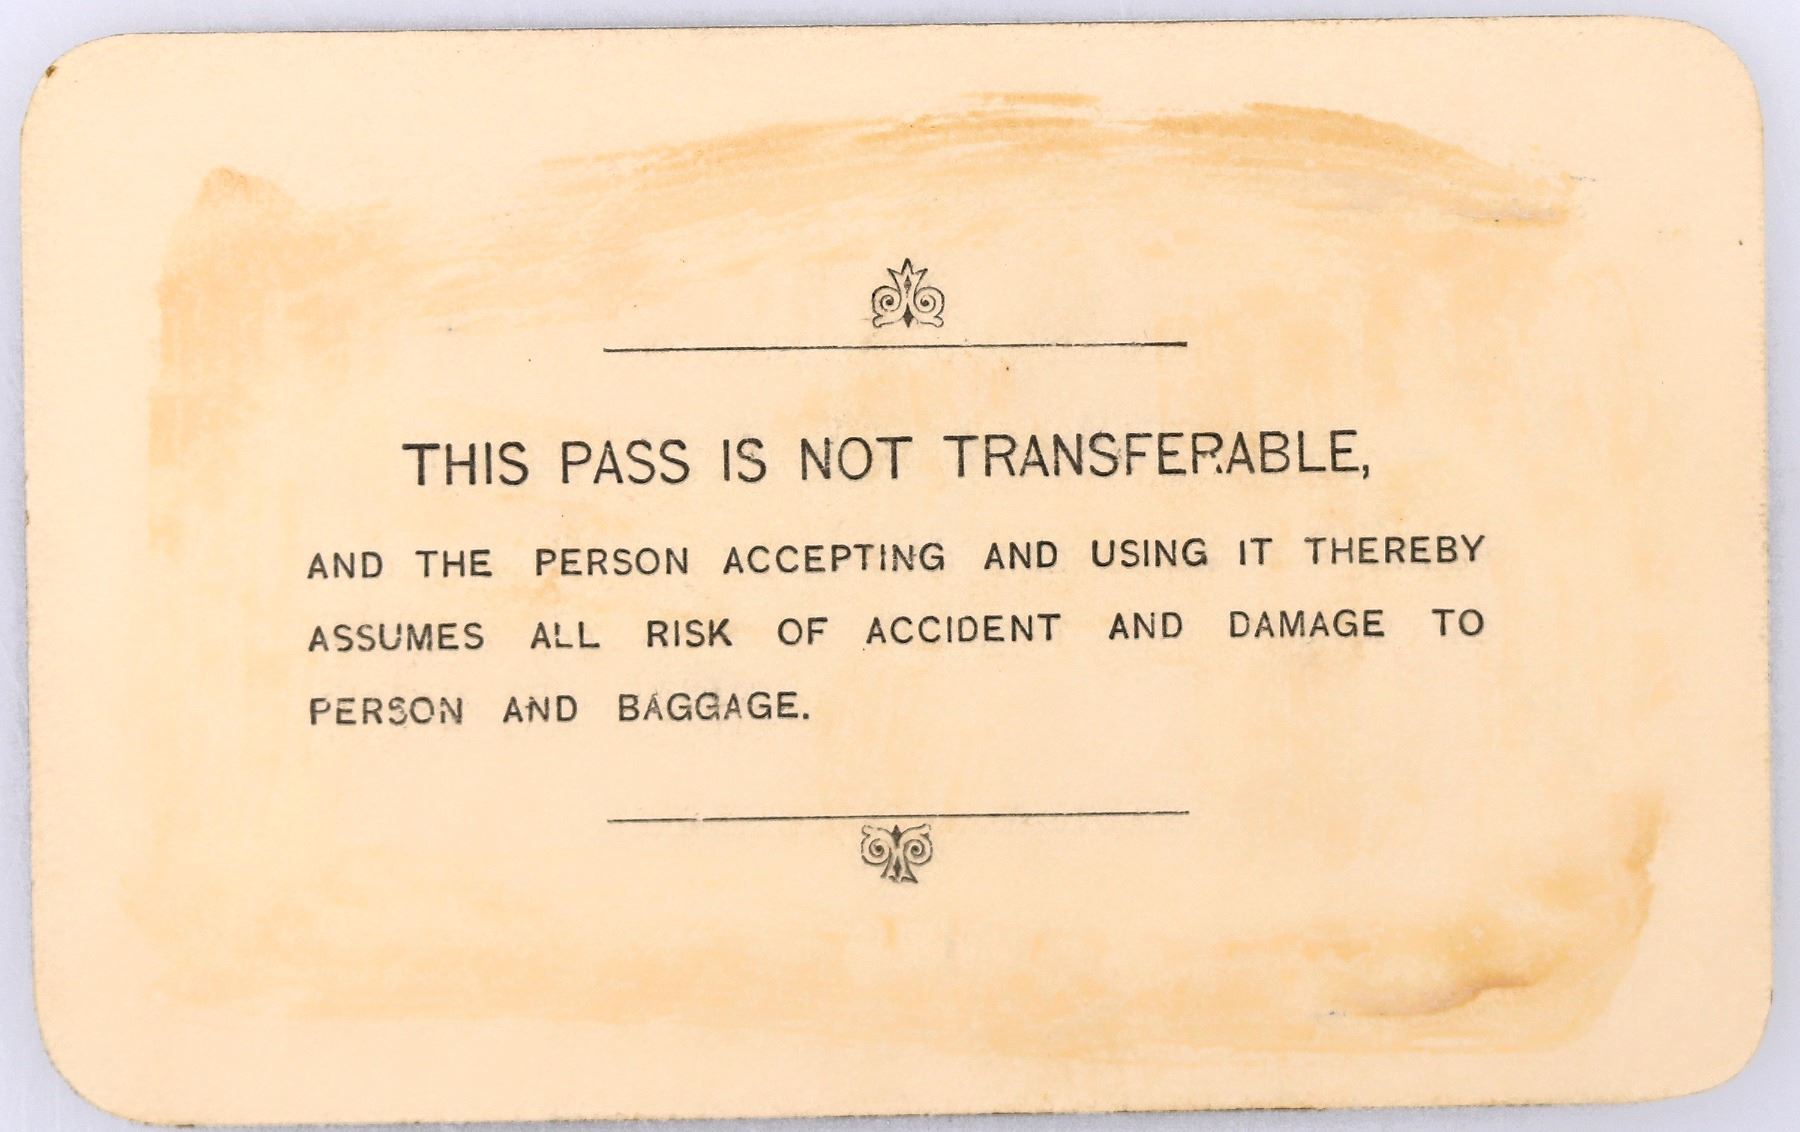 THIS PASS IS NOT TRANSFERABLE,
AND THE PERSON ACCEPTING AND USING IT THEREBY
ASSUMES ALL RISK OF ACCIDENT AND DAMAGE TO
PERSON AND BAGGAGE.